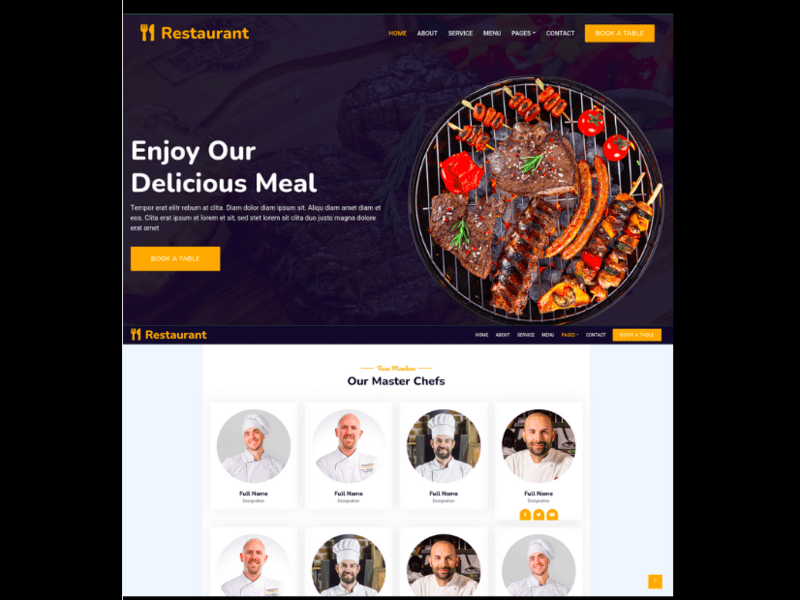 Restaurant
HOME ABOUT SERVICE MENU PAGES CONTACT BOOK A TABLE
Enjoy Our
Delicious Meal
Tempor erat elitr rebum at clita. Diam dolor diam ipsum sit. Aliqu diam amet diam et
eos. Clita erat ipsum et lorem et sit, sed stet lorem sit clita duo justo magna dolore
erat amet
BOOK A TABLE
Restaurant
HOME ABOUT SERVICE MENU PAGES CONTACT BOOK A TABLE
Team Members
Our Master Chefs
Full Name Full Name Full Name Full Name
Designation Designation Designation Designation